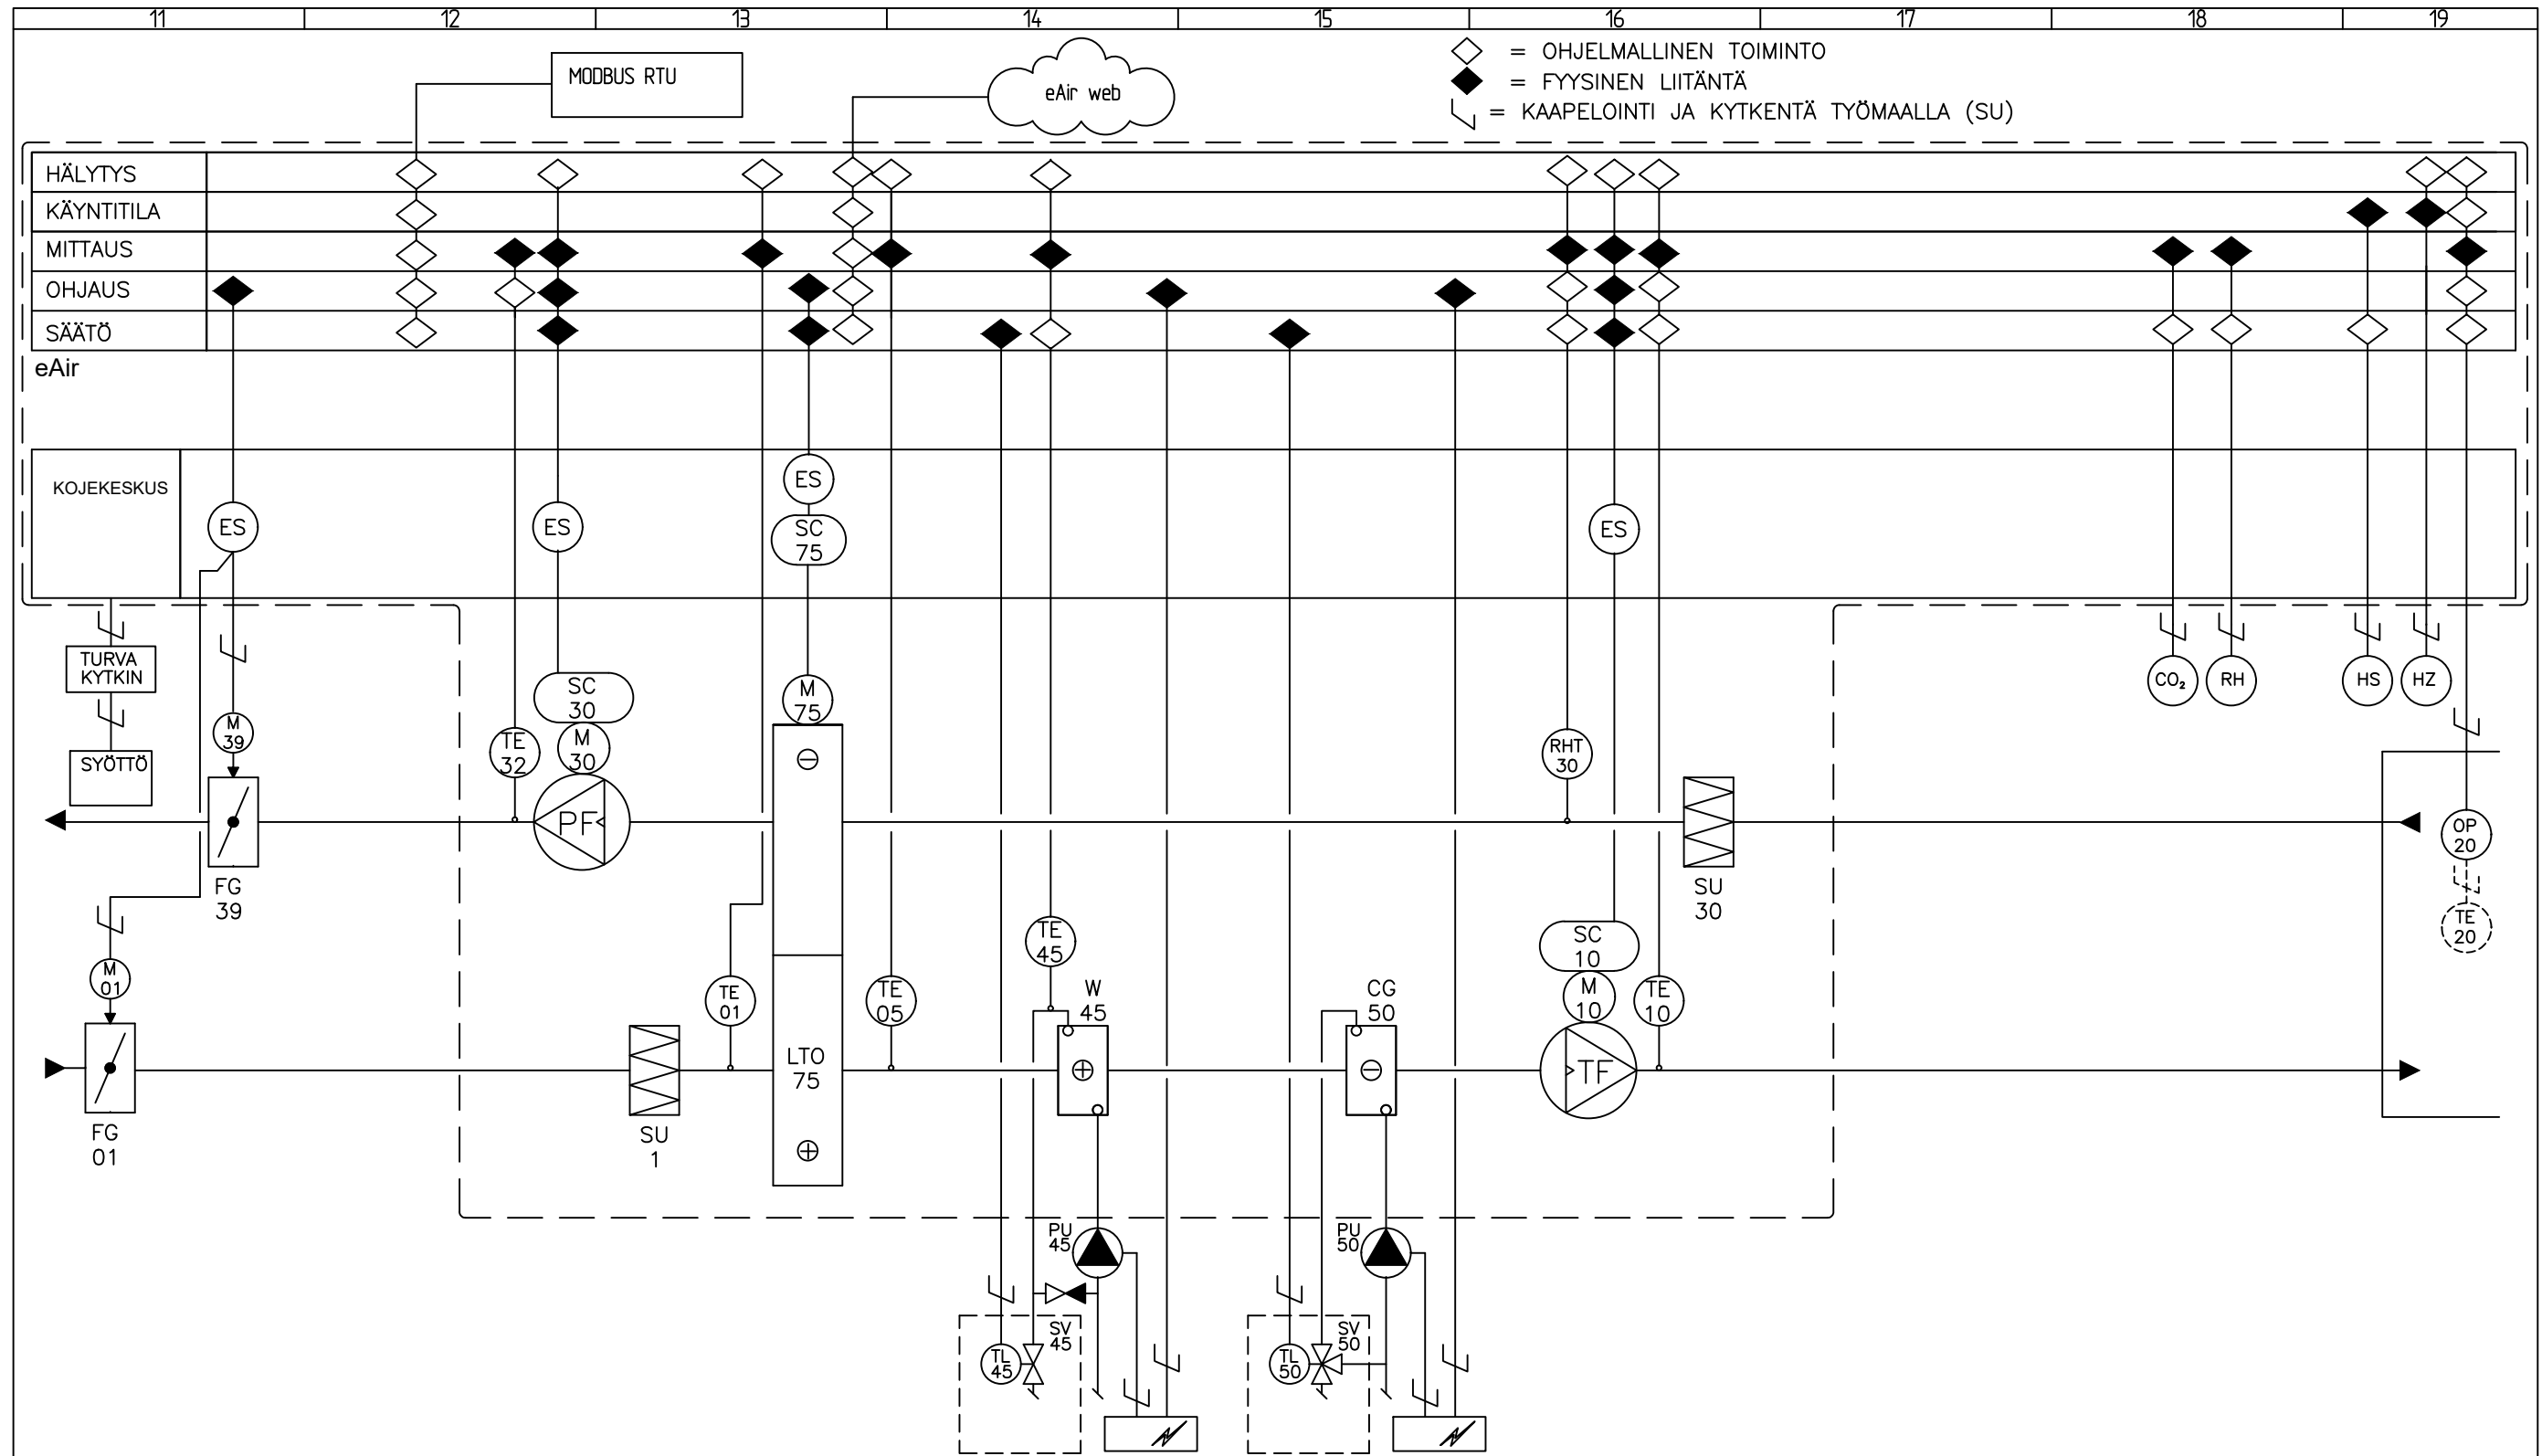 11 12 13 14 15 16 17 18 19
MODBUS RTU
eAir web
= OHJELMALLINEN TOIMINTO
= FYYSINEN LIITÄNTÄ
= KAAPELOINTI JA KYTKENTÄ TYÖMAALLA (SU)
HÄLYTYS
KÄYNTITILA
MITTAUS
OHJAUS
SÄÄTÖ
eAir
KOJEKESKUS
ES
ES
ES
SC
75
ES
TURVA
KYTKIN
SYÖTTÖ
M
39
TE
32
SC
30
M
30
M
75
RHT
30
CO₂
RH
HS
HZ
PF
FG
39
SU
30
OP
20
TE
20
M
01
TE
01
TE
05
TE
45
W
45
CG
50
SC
10
M
10
TE
10
LTO
75
TF
FG
01
SU
1
PU
45
PU
50
SV
45
TL
45
SV
50
TL
50